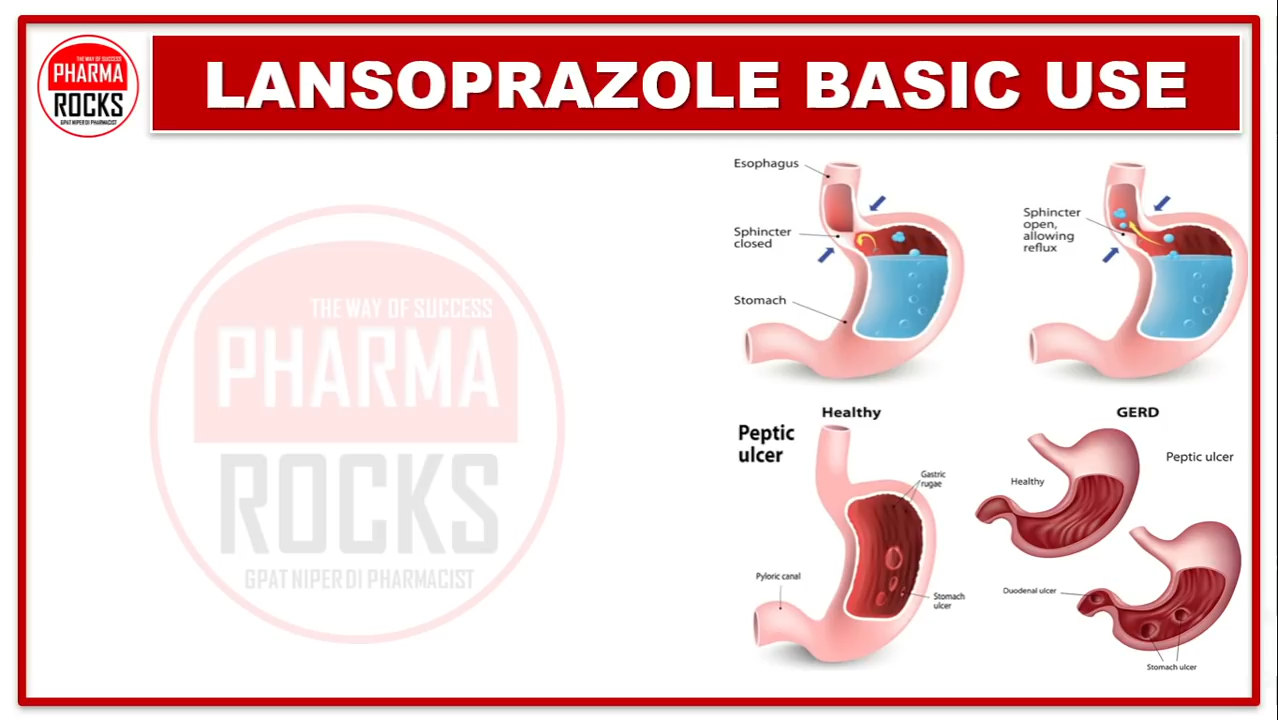 THE WAY OF SUCCESS
PHARMA
ROCKS
GPAT NIPER DI PHARMACIST
LANSOPRAZOLE BASIC USE
THE WAY OF SUCCESS
PHARMA
ROCKS
GPAT NIPER DI PHARMACIST
Esophagus
Sphincter
closed
Stomach
Healthy
Sphincter
open,
allowing
reflux
GERD
Peptic
ulcer
Gastric
rugae
Pyloric canal
Stomach
ulcer
Peptic ulcer
Healthy
Duodenal ulcer
Stomach ulcer